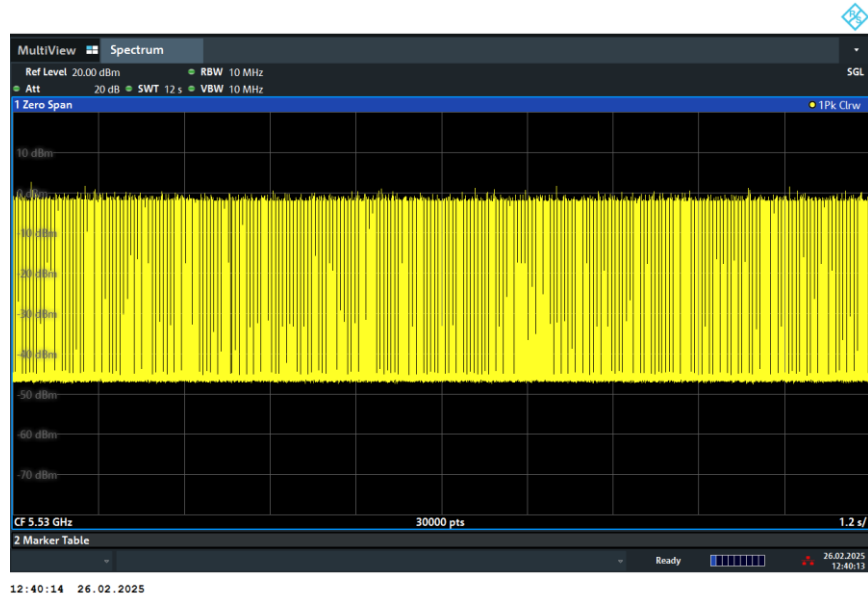 R&S
MultiView Spectrum
Ref Level 20.00 dBm RBW 10 MHz SGL
Att 20 dB SWT 12 s VBW 10 MHz
1 Zero Span 1Pk Clrw
10 dBm
0 dBm
-10 dBm
-20 dBm
-30 dBm
-40 dBm
-50 dBm
-60 dBm
-70 dBm
CF 5.53 GHz 30000 pts 1.2 s/
2 Marker Table
Ready 26.02.2025
12:40:13
12:40:14 26.02.2025